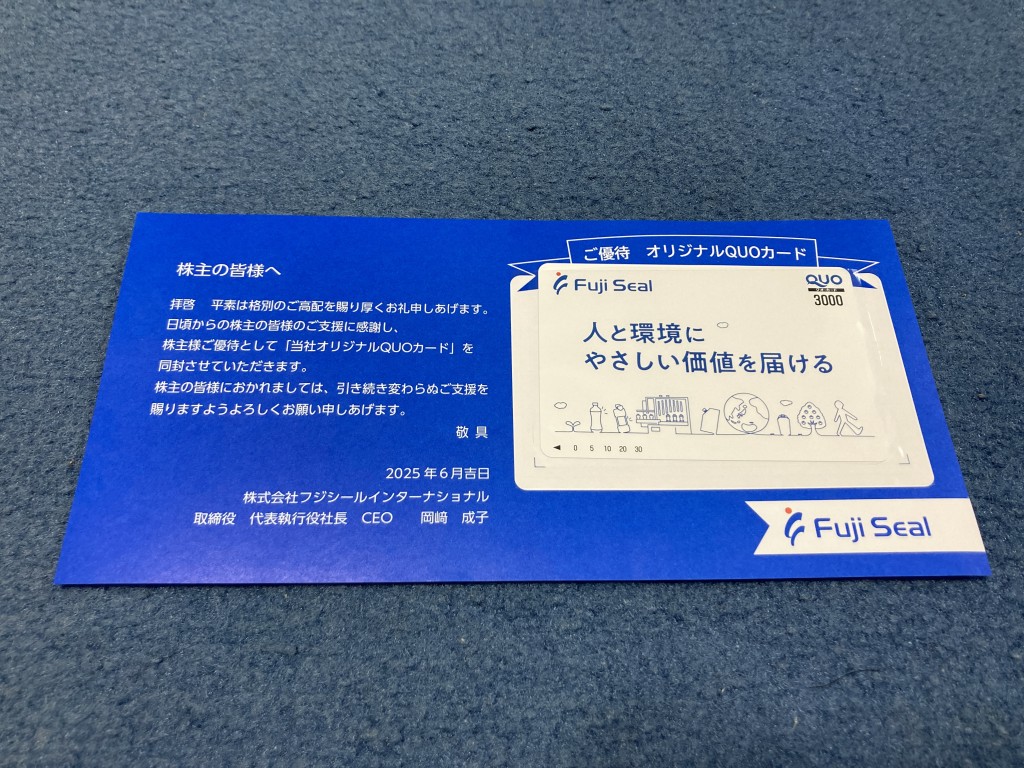 株主の皆様へ
拝啓　平素は格別のご高配を賜り厚くお礼申しあげます。
日頃からの株主の皆様のご支援に感謝し、
株主様ご優待として「当社オリジナルQUOカード」を
同封させていただきます。
株主の皆様におかれましては、引き続き変わらぬご支援を
賜りますようよろしくお願い申しあげます。
敬具
2025年6月吉日
株式会社フジシールインターナショナル
取締役　代表執行役社長　CEO　岡﨑　成子
ご優待　オリジナルQUOカード
Fuji Seal
QUO
クオ・カード
3000
人と環境に
やさしい価値を届ける
◀ 0 5 10 20 30
Fuji Seal